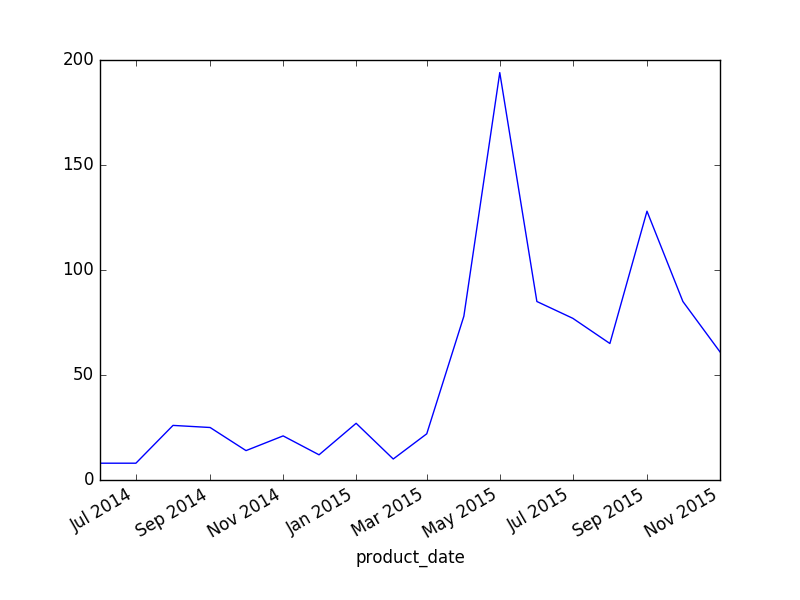 200
150
100
50
0
Jul 2014
Sep 2014
Nov 2014
Jan 2015
Mar 2015
May 2015
Jul 2015
Sep 2015
Nov 2015
product_date